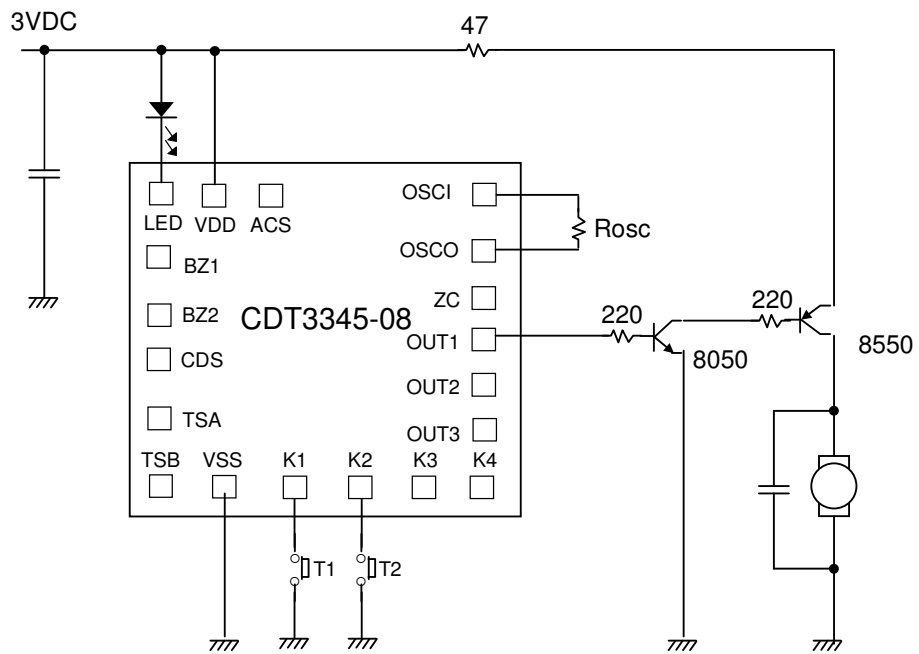 3VDC
47
LED
VDD
ACS
OSCI
Rosc
BZ1
OSCO
ZC
BZ2
CDT3345-08
OUT1
220
220
8050
8550
CDS
OUT2
TSA
OUT3
TSB
VSS
K1
K2
K3
K4
T1
T2